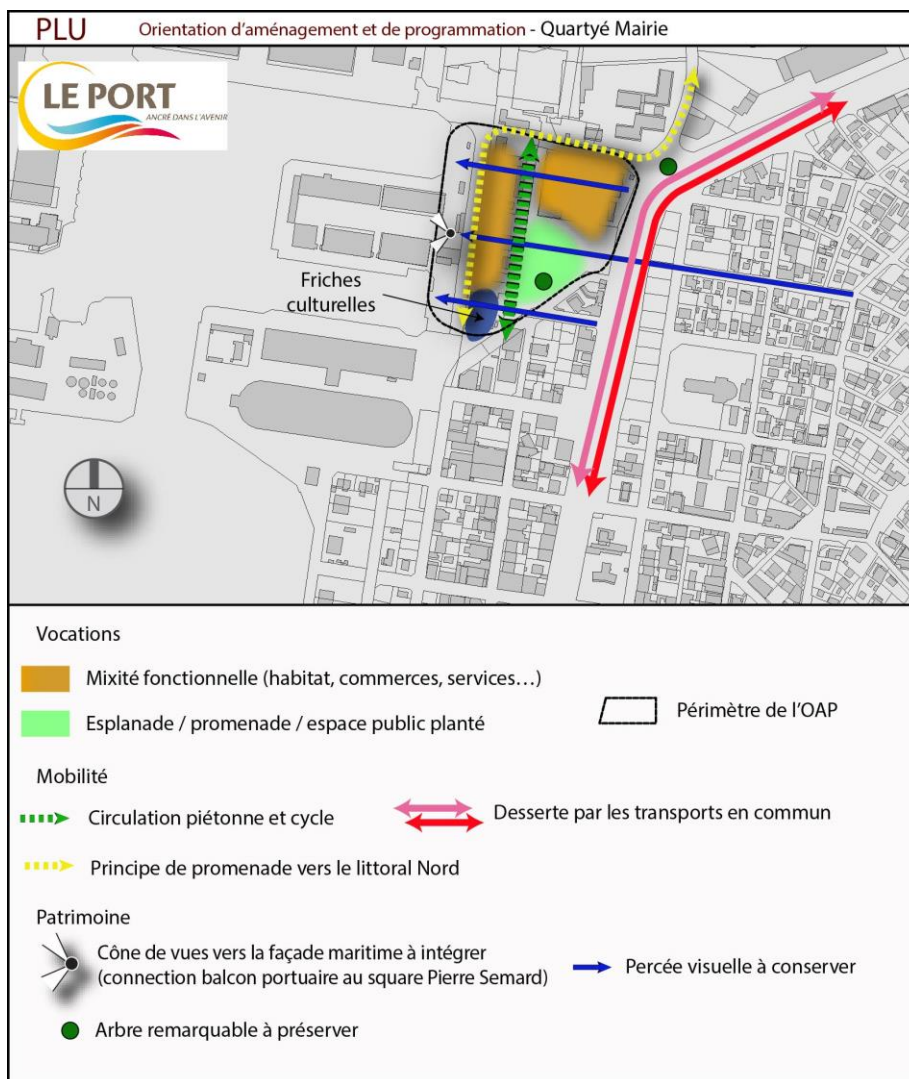 PLU Orientation d'aménagement et de programmation - Quartyé Mairie
LE PORT
ANCRÉ DANS L'AVENIR
Friches
culturelles
N
Vocations
Mixité fonctionnelle (habitat, commerces, services...)
Périmètre de l'OAP
Esplanade / promenade / espace public planté
Mobilité
Circulation piétonne et cycle
Desserte par les transports en commun
Principe de promenade vers le littoral Nord
Patrimoine
Cône de vues vers la façade maritime à intégrer
(connection balcon portuaire au square Pierre Semard)
Percée visuelle à conserver
Arbre remarquable à préserver